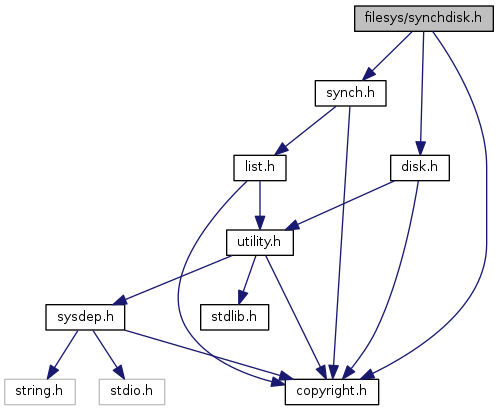 filesys/synchdisk.h
synch.h
list.h
disk.h
utility.h
sysdep.h
stdlib.h
string.h
stdio.h
copyright.h